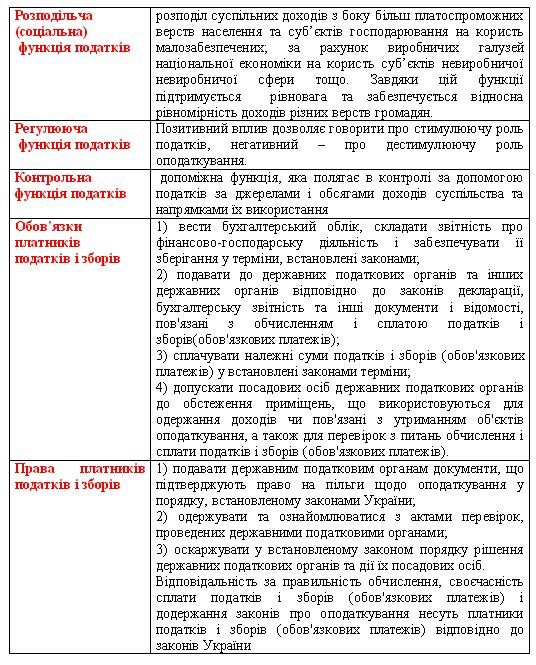 Розподільча
(соціальна)
функція податків
розподіл суспільних доходів з боку більш платоспроможних
верств населення та суб’єктів господарювання на користь
малозабезпечених; за рахунок виробничих галузей
національної економіки на користь суб’єктів невиробничої
невиробничої сфери тощо. Завдяки цій функції
підтримується рівновага та забезпечується відносна
рівномірність доходів різних верств громадян.
Регулююча
функція податків
Позитивний вплив дозволяє говорити про стимулюючу роль
податків, негативний – про дестимулюючу роль
оподаткування.
Контрольна
функція податків
допоміжна функція, яка полягає в контролі за допомогою
податків за джерелами і обсягами доходів суспільства та
напрямками їх використання
Обов'язки
платників
податків і зборів
1) вести бухгалтерський облік, складати звітність про
фінансово-господарську діяльність і забезпечувати її
зберігання у терміни, встановлені законами;
2) подавати до державних податкових органів та інших
державних органів відповідно до законів декларації,
бухгалтерську звітність та інші документи і відомості,
пов'язані з обчисленням і сплатою податків і
зборів(обов'язкових платежів);
3) сплачувати належні суми податків і зборів (обов'язкових
платежів) у встановлені законами терміни;
4) допускати посадових осіб державних податкових органів
до обстеження приміщень, що використовуються для
одержання доходів чи пов'язані з утриманням об'єктів
оподаткування, а також для перевірок з питань обчислення і
сплати податків і зборів (обов'язкових платежів).
Права платників
податків і зборів
1) подавати державним податковим органам документи, що
підтверджують право на пільги щодо оподаткування у
порядку, встановленому законами України;
2) одержувати та ознайомлюватися з актами перевірок,
проведених державними податковими органами;
3) оскаржувати у встановленому законом порядку рішення
державних податкових органів та дії їх посадових осіб.
Відповідальність за правильність обчислення, своєчасність
сплати податків і зборів (обов'язкових платежів) і
додержання законів про оподаткування несуть платники
податків і зборів (обов'язкових платежів) відповідно до
законів України